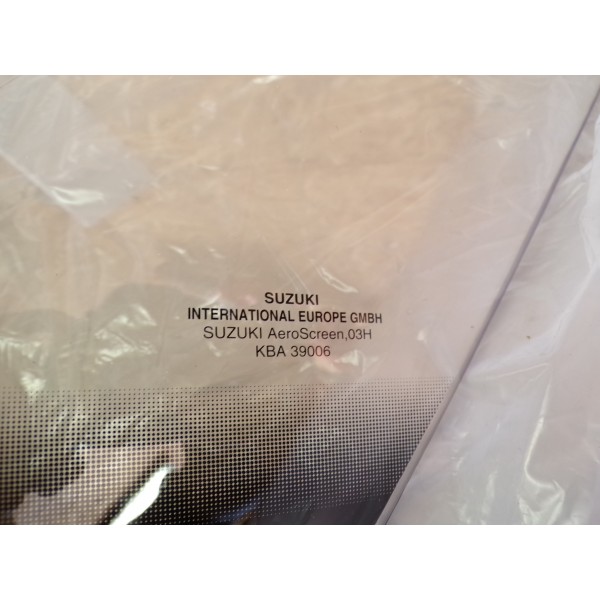 SUZUKI
INTERNATIONAL EUROPE GMBH
SUZUKI AeroScreen,03H
KBA 39006